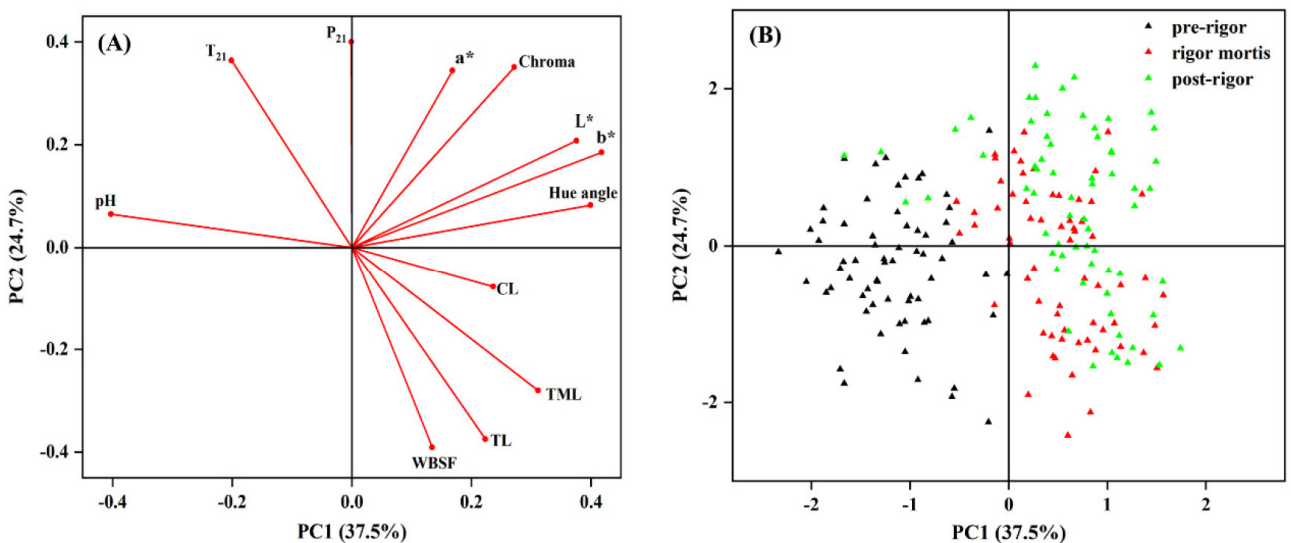 (A)
0.4
0.2
0.0
-0.2
-0.4
PC2 (24.7%)
T21
P21
a*
Chroma
L*
b*
Hue angle
pH
CL
TML
TL
WBSF
-0.4
-0.2
0.0
0.2
0.4
PC1 (37.5%)
(B)
pre-rigor
rigor mortis
post-rigor
2
0
-2
PC2 (24.7%)
-2
-1
0
1
2
PC1 (37.5%)